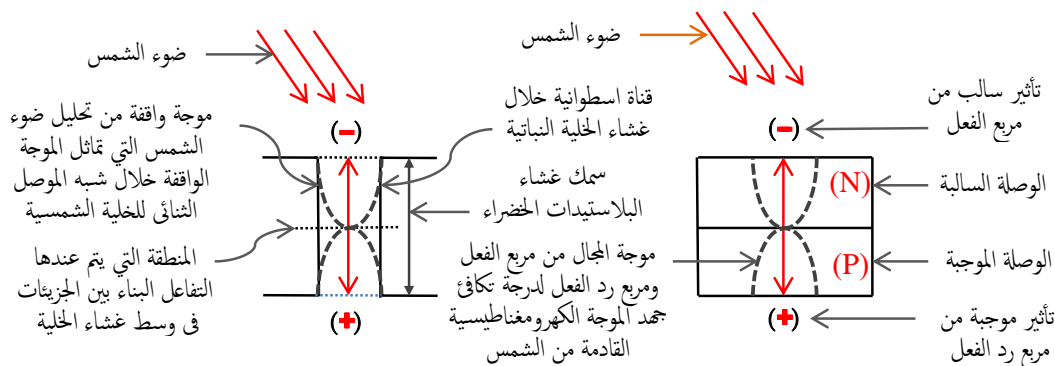 ضوء الشمس
ضوء الشمس
تأثير سالب من
مربع الفعل
(-)
الوصلة السالبة
(N)
الوصلة الموجبة
(P)
تأثير موجبة من
مربع رد الفعل
(+)
قناة اسطوانية خلال
غشاء الخلية النباتية
سمك غشاء
البلاستيدات الخضراء
موجة المجال من مربع الفعل
ومربع رد الفعل لدرجة تكافئ
جهد الموجة الكهرومغناطيسية
القادمة من الشمس
(-)
(+)
موجة واقفة من تحليل ضوء
الشمس التي تماثل الموجة
الواقفة خلال شبه الموصل
الثنائى للخلية الشمسية
المنطقة التي يتم عندها
التفاعل البناء بين الجزيئات
فى وسط غشاء الخلية